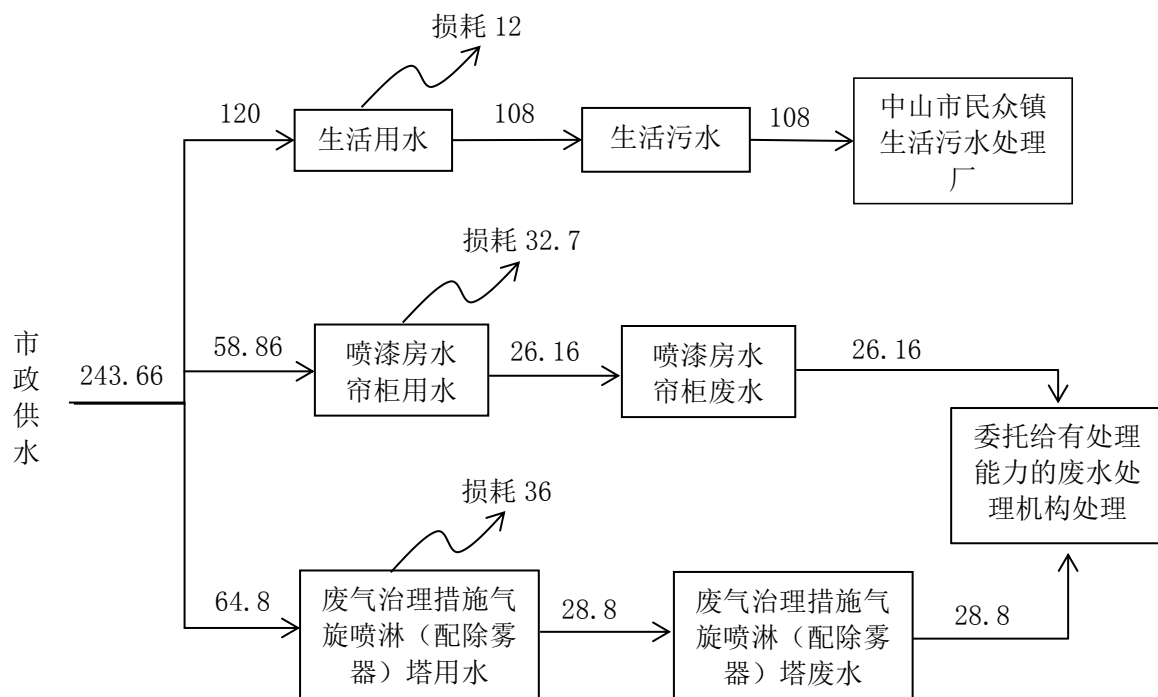 损耗 12
120
生活用水
108
生活污水
108
中山市民众镇
生活污水处理
厂
损耗 32.7
市
政
供
水
243.66
58.86
喷漆房水
帘柜用水
26.16
喷漆房水
帘柜废水
26.16
委托给有处理
能力的废水处
理机构处理
损耗 36
64.8
废气治理措施气
旋喷淋（配除雾
器）塔用水
28.8
废气治理措施气
旋喷淋（配除雾
器）塔废水
28.8